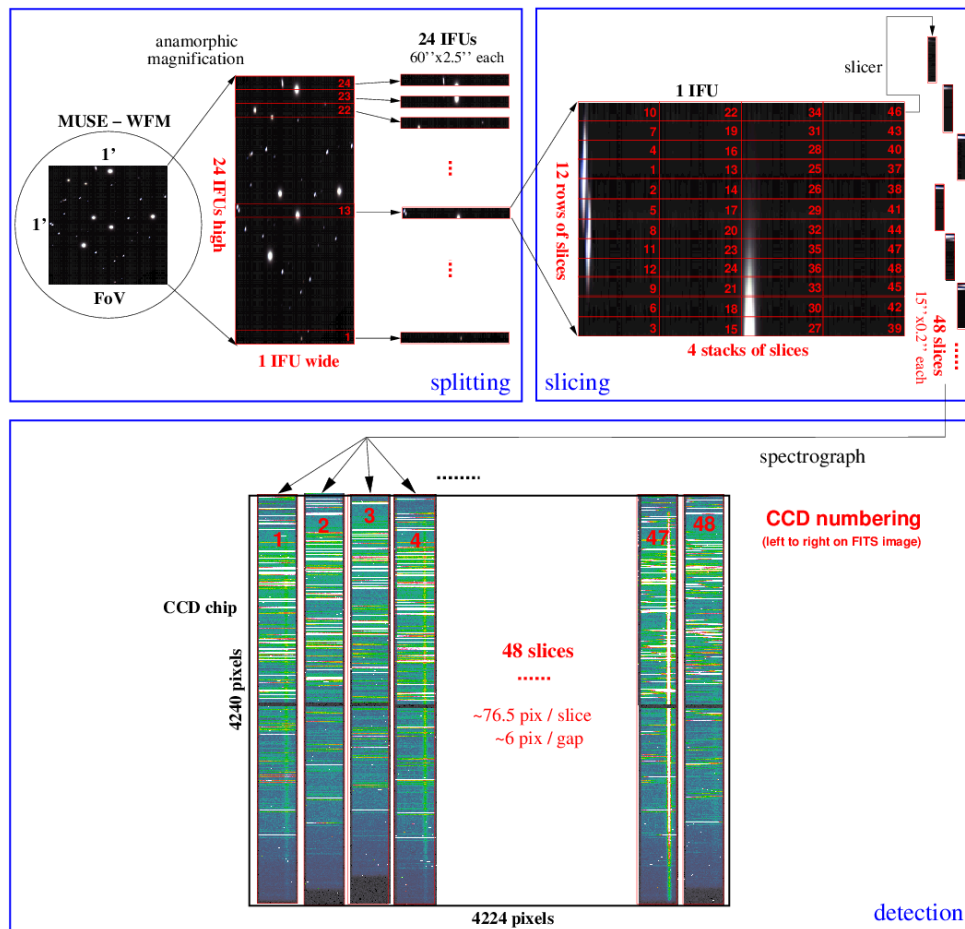 anamorphic
magnification
24 IFUs
60''x2.5'' each
24
23
22
13
1
MUSE – WFM
1'
1'
FoV
24 IFUs high
1 IFU wide
splitting
slicer
1 IFU
10 22 34 46
7 19 31 43
4 16 28 40
1 13 25 37
2 14 26 38
5 17 29 41
8 20 32 44
11 23 35 47
12 24 36 48
9 21 33 45
6 18 30 42
3 15 27 39
12 rows of slices
4 stacks of slices
48 slices
15''x0.2'' each
slicing
spectrograph
1 2 3 4 47 48
CCD numbering
(left to right on FITS image)
CCD chip
4240 pixels
48 slices
~76.5 pix / slice
~6 pix / gap
4224 pixels
detection